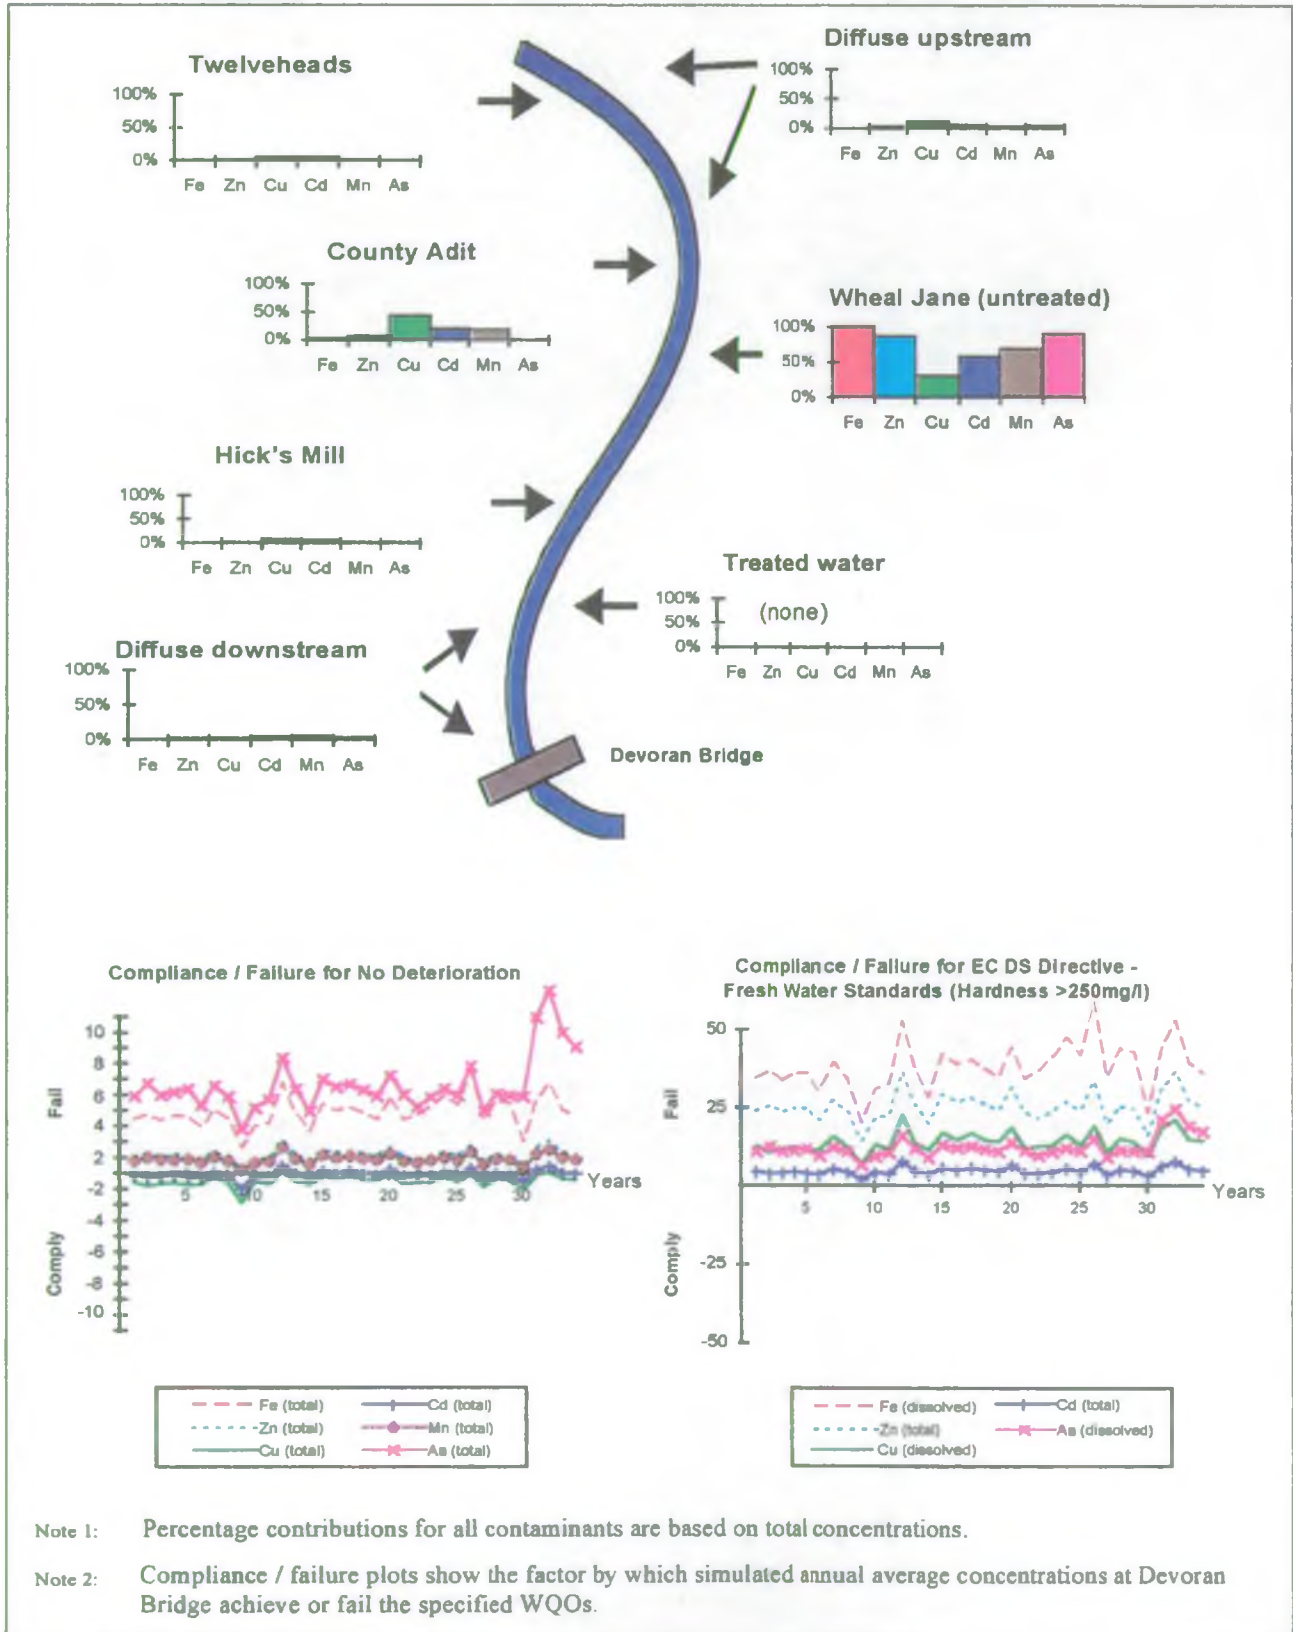 Twelveheads
100%
50%
0%
Fe Zn Cu Cd Mn As
Diffuse upstream
100%
50%
0%
Fe Zn Cu Cd Mn As
County Adit
100%
50%
0%
Fe Zn Cu Cd Mn As
Wheal Jane (untreated)
100%
50%
0%
Fe Zn Cu Cd Mn As
Hick's Mill
100%
50%
0%
Fe Zn Cu Cd Mn As
Treated water
100%
50%
0%
(none)
Fe Zn Cu Cd Mn As
Diffuse downstream
100%
50%
0%
Fe Zn Cu Cd Mn As
Devoran Bridge
Compliance / Failure for No Deterioration
Fail
Comply
10
8
6
4
2
-2
-4
-6
-8
-10
5 10 15 20 25 30
Years
Fe (total) Cd (total)
Zn (total) Mn (total)
Cu (total) As (total)
Compliance / Failure for EC DS Directive -
Fresh Water Standards (Hardness >250mg/l)
Fail
Comply
50
25
-25
-50
5 10 15 20 25 30
Years
Fe (dissolved) Cd (total)
Zn (total) As (dissolved)
Cu (dissolved)
Note 1: Percentage contributions for all contaminants are based on total concentrations.
Note 2: Compliance / failure plots show the factor by which simulated annual average concentrations at Devoran
Bridge achieve or fail the specified WQOs.